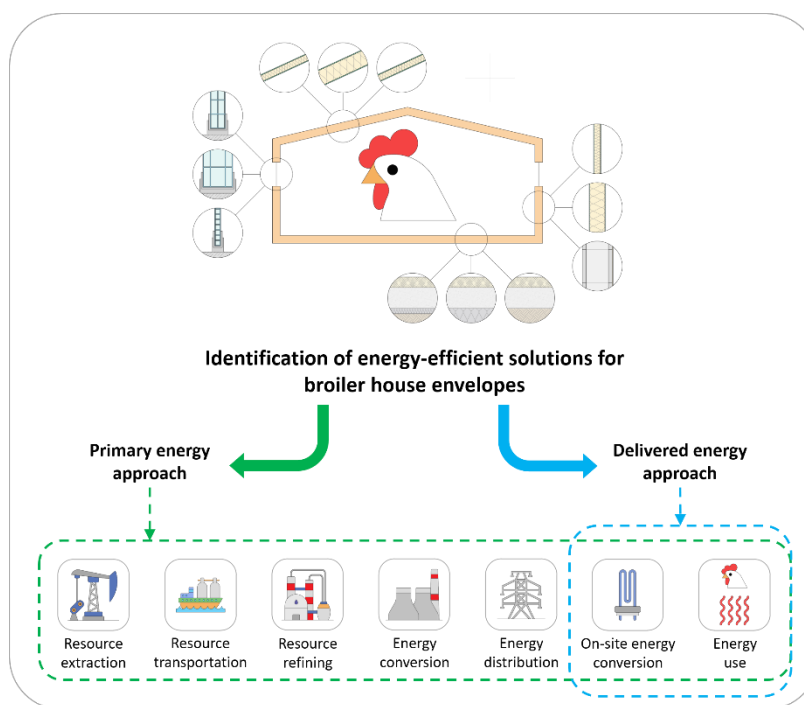 Identification of energy-efficient solutions for
broiler house envelopes
Primary energy
approach
Delivered energy
approach
Resource
extraction
Resource
transportation
Resource
refining
Energy
conversion
Energy
distribution
On-site energy
conversion
Energy
use